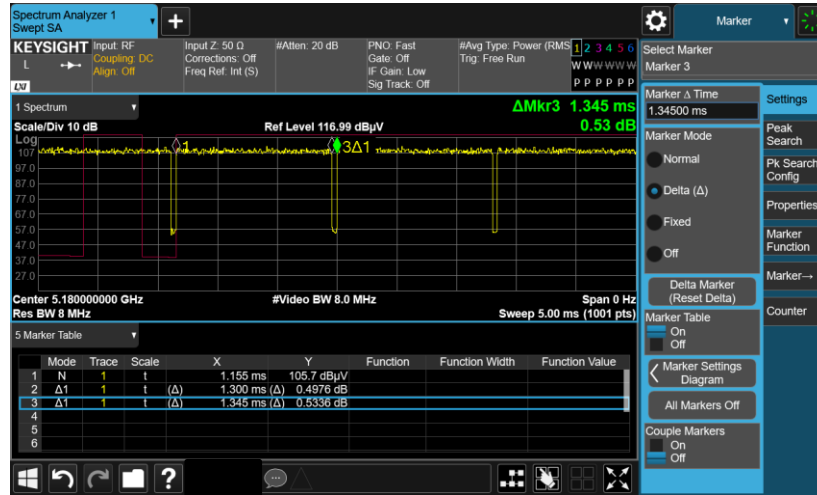 Spectrum Analyzer 1
Swept SA
+
Marker
KEYSIGHT
L
LXI
Input: RF
Coupling: DC
Align: Off
Input Z: 50 Ω
Corrections: Off
Freq Ref: Int (S)
#Atten: 20 dB
PNO: Fast
Gate: Off
IF Gain: Low
Sig Track: Off
#Avg Type: Power (RMS
Trig: Free Run
1 2 3 4 5 6
W W W W W W
P P P P P P
Select Marker
Marker 3
1 Spectrum
ΔMkr3 1.345 ms
0.53 dB
Scale/Div 10 dB
Ref Level 116.99 dBµV
Log
107
97.0
87.0
77.0
67.0
57.0
47.0
37.0
27.0
1
3Δ1
Center 5.180000000 GHz
#Video BW 8.0 MHz
Span 0 Hz
Res BW 8 MHz
Sweep 5.00 ms (1001 pts)
5 Marker Table
Mode Trace Scale X Y Function Function Width Function Value
1 N 1 t 1.155 ms 105.7 dBµV
2 Δ1 1 t (Δ) 1.300 ms (Δ) 0.4976 dB
3 Δ1 1 t (Δ) 1.345 ms (Δ) 0.5336 dB
4
5
6
Marker Δ Time
1.34500 ms
Marker Mode
Normal
Delta (Δ)
Fixed
Off
Delta Marker
(Reset Delta)
Marker Table
On
Off
Marker Settings
Diagram
All Markers Off
Couple Markers
On
Off
Settings
Peak
Search
Pk Search
Config
Properties
Marker
Function
Marker→
Counter
?